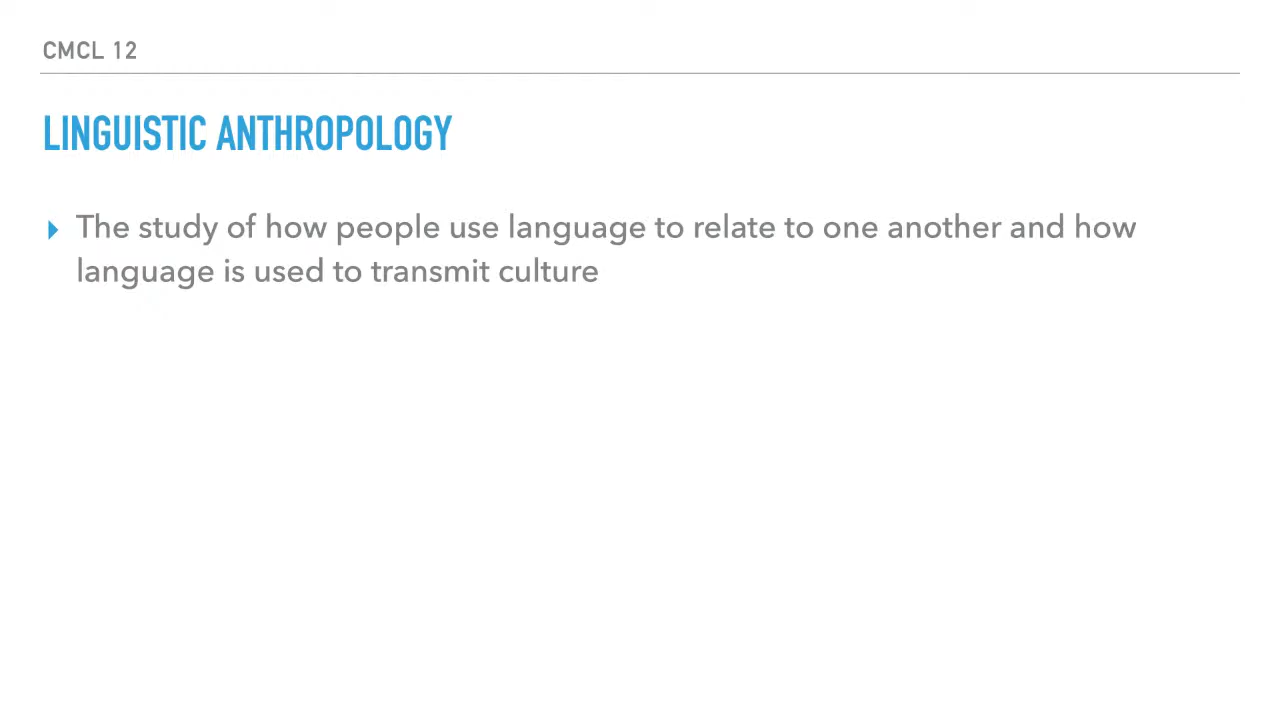 CMCL 12
LINGUISTIC ANTHROPOLOGY
The study of how people use language to relate to one another and how
language is used to transmit culture